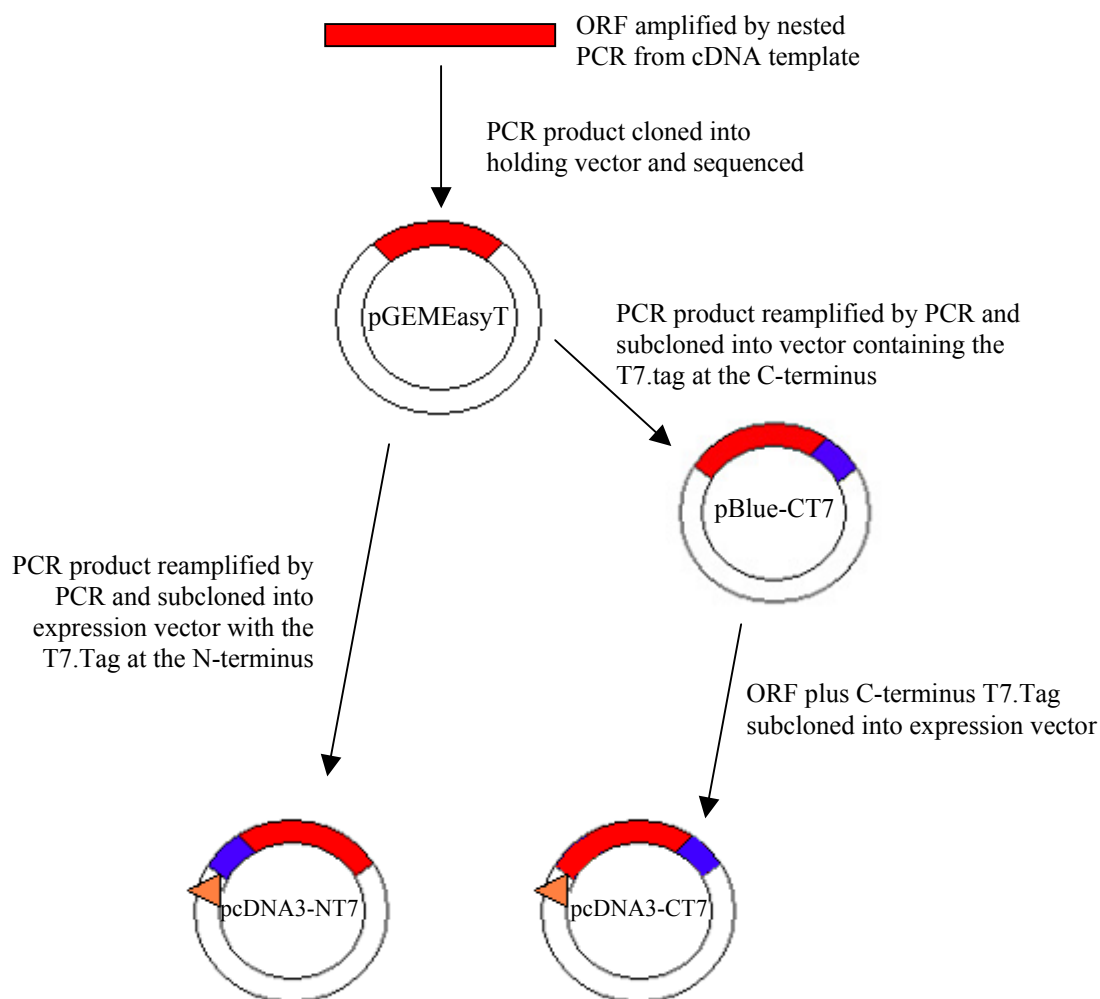 ORF amplified by nested
PCR from cDNA template
PCR product cloned into
holding vector and sequenced
pGEMEasyT
PCR product reamplified by PCR and
subcloned into vector containing the
T7.tag at the C-terminus
pBlue-CT7
PCR product reamplified by
PCR and subcloned into
expression vector with the
T7.Tag at the N-terminus
ORF plus C-terminus T7.Tag
subcloned into expression vector
pcDNA3-NT7
pcDNA3-CT7